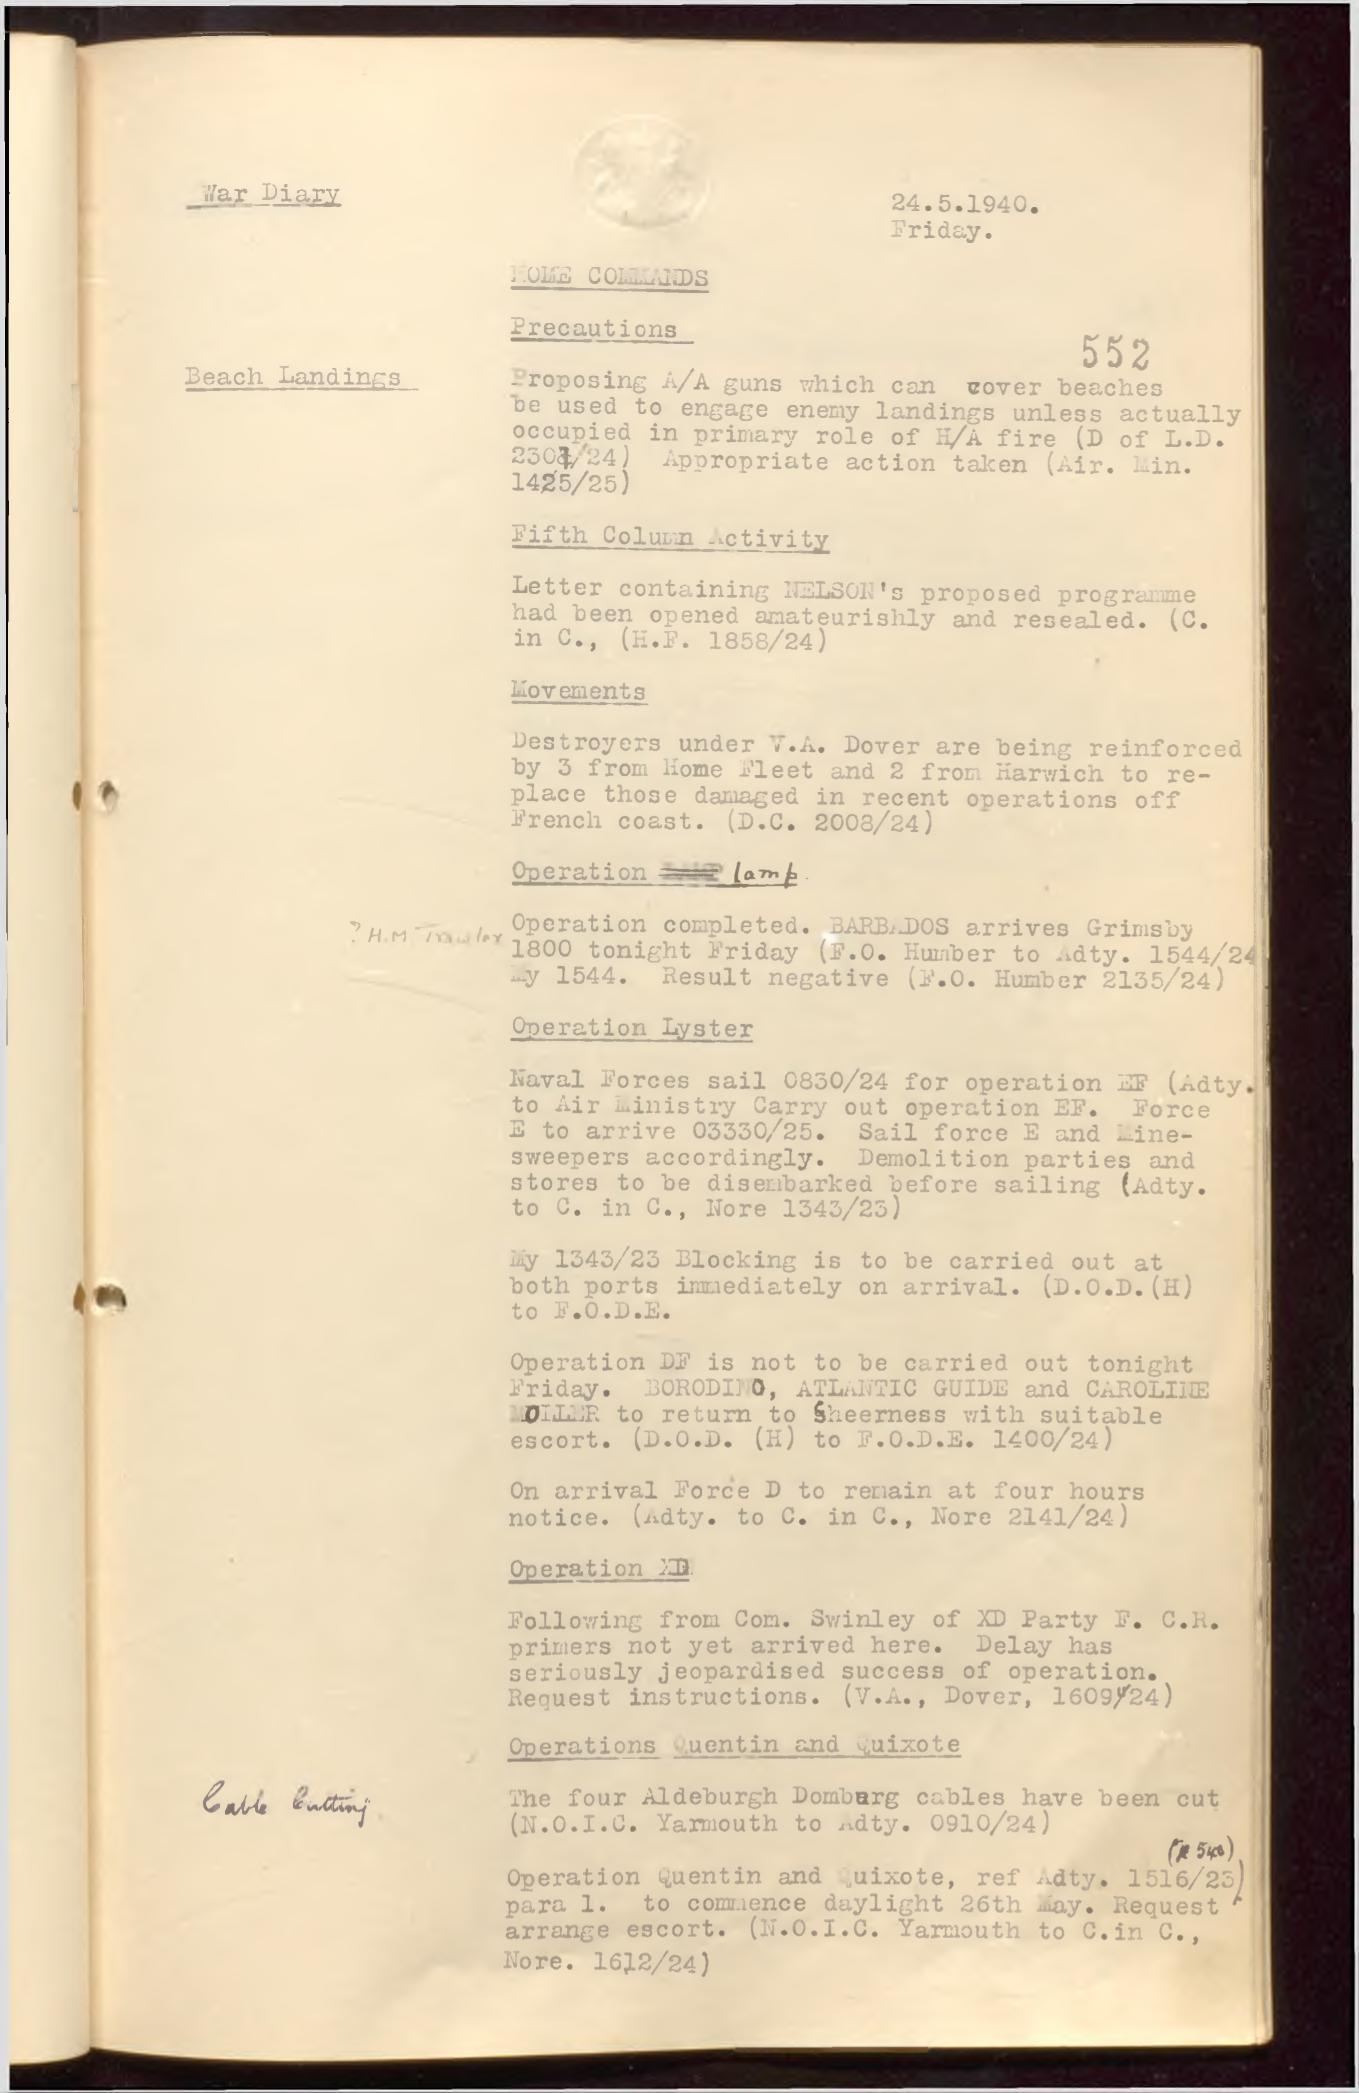 War Diary
24.5.1940.
Friday.
HOME COMMANDS
Precautions
552
Beach Landings
Proposing A/A guns which can cover beaches
be used to engage enemy landings unless actually
occupied in primary role of H/A fire (D of L.D.
2301/24) Appropriate action taken (Air. Min.
1425/25)
Fifth Column Activity
Letter containing NELSON's proposed programme
had been opened amateurishly and resealed. (C.
in C., (H.F. 1858/24)
Movements
Destroyers under V.A. Dover are being reinforced
by 3 from Home Fleet and 2 from Harwich to re-
place those damaged in recent operations off
French coast. (D.C. 2008/24)
Operation lamp.
? H.M. Trawler
Operation completed. BARBADOS arrives Grimsby
1800 tonight Friday (F.O. Humber to Adty. 1544/24
My 1544. Result negative (F.O. Humber 2135/24)
Operation Lyster
Naval Forces sail 0830/24 for operation EF (Adty.
to Air Ministry Carry out operation EF. Force
E to arrive 03330/25. Sail force E and Mine-
sweepers accordingly. Demolition parties and
stores to be disembarked before sailing (Adty.
to C. in C., Nore 1343/23)
My 1343/23 Blocking is to be carried out at
both ports immediately on arrival. (D.O.D.(H)
to F.O.D.E.
Operation DF is not to be carried out tonight
Friday. BORODINO, ATLANTIC GUIDE and CAROLINE
MOLLER to return to Sheerness with suitable
escort. (D.O.D. (H) to F.O.D.E. 1400/24)
On arrival Force D to remain at four hours
notice. (Adty. to C. in C., Nore 2141/24)
Operation XD
Following from Com. Swinley of XD Party F. C.R.
primers not yet arrived here. Delay has
seriously jeopardised success of operation.
Request instructions. (V.A., Dover, 1609/24)
Operations Quentin and Quixote
Cable Cutting
The four Aldeburgh Domburg cables have been cut
(N.O.I.C. Yarmouth to Adty. 0910/24)
(P. 540)
Operation Quentin and Quixote, ref Adty. 1516/23)
para 1. to commence daylight 26th May. Request
arrange escort. (N.O.I.C. Yarmouth to C.in C.,
Nore. 1612/24)